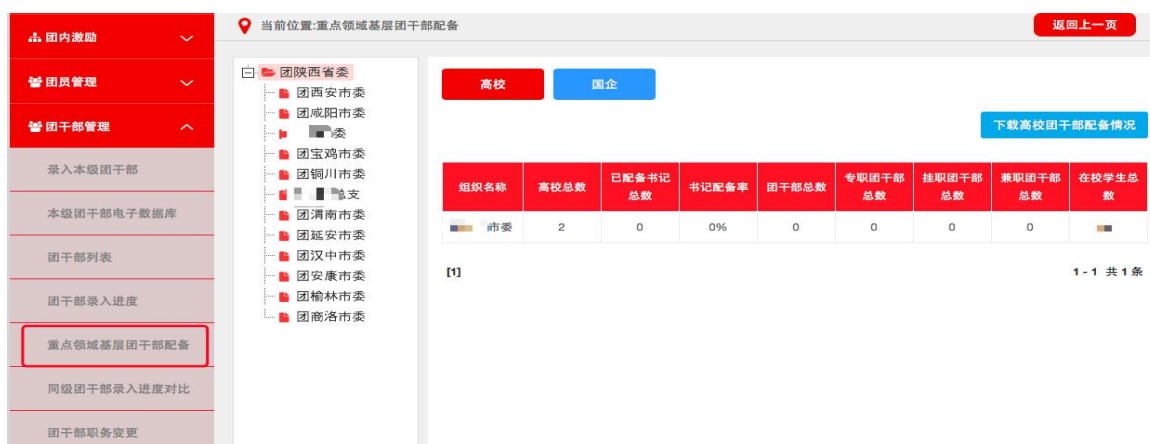 团内激励
团员管理
团干部管理
录入本级团干部
本级团干部电子数据库
团干部列表
团干部录入进度
重点领域基层团干部配备
同级团干部录入进度对比
团干部职务变更
当前位置:重点领域基层团干部配备
返回上一页
团陕西省委
团西安市委
团咸阳市委
委
团宝鸡市委
团铜川市委
总支
团渭南市委
团延安市委
团汉中市委
团安康市委
团榆林市委
团商洛市委
高校 国企
下载高校团干部配备情况
组织名称 高校总数 已配备书记总数 书记配备率 团干部总数 专职团干部总数 挂职团干部总数 兼职团干部总数 在校学生总数
市委 2 0 0% 0 0 0 0
[1] 1-1 共1条